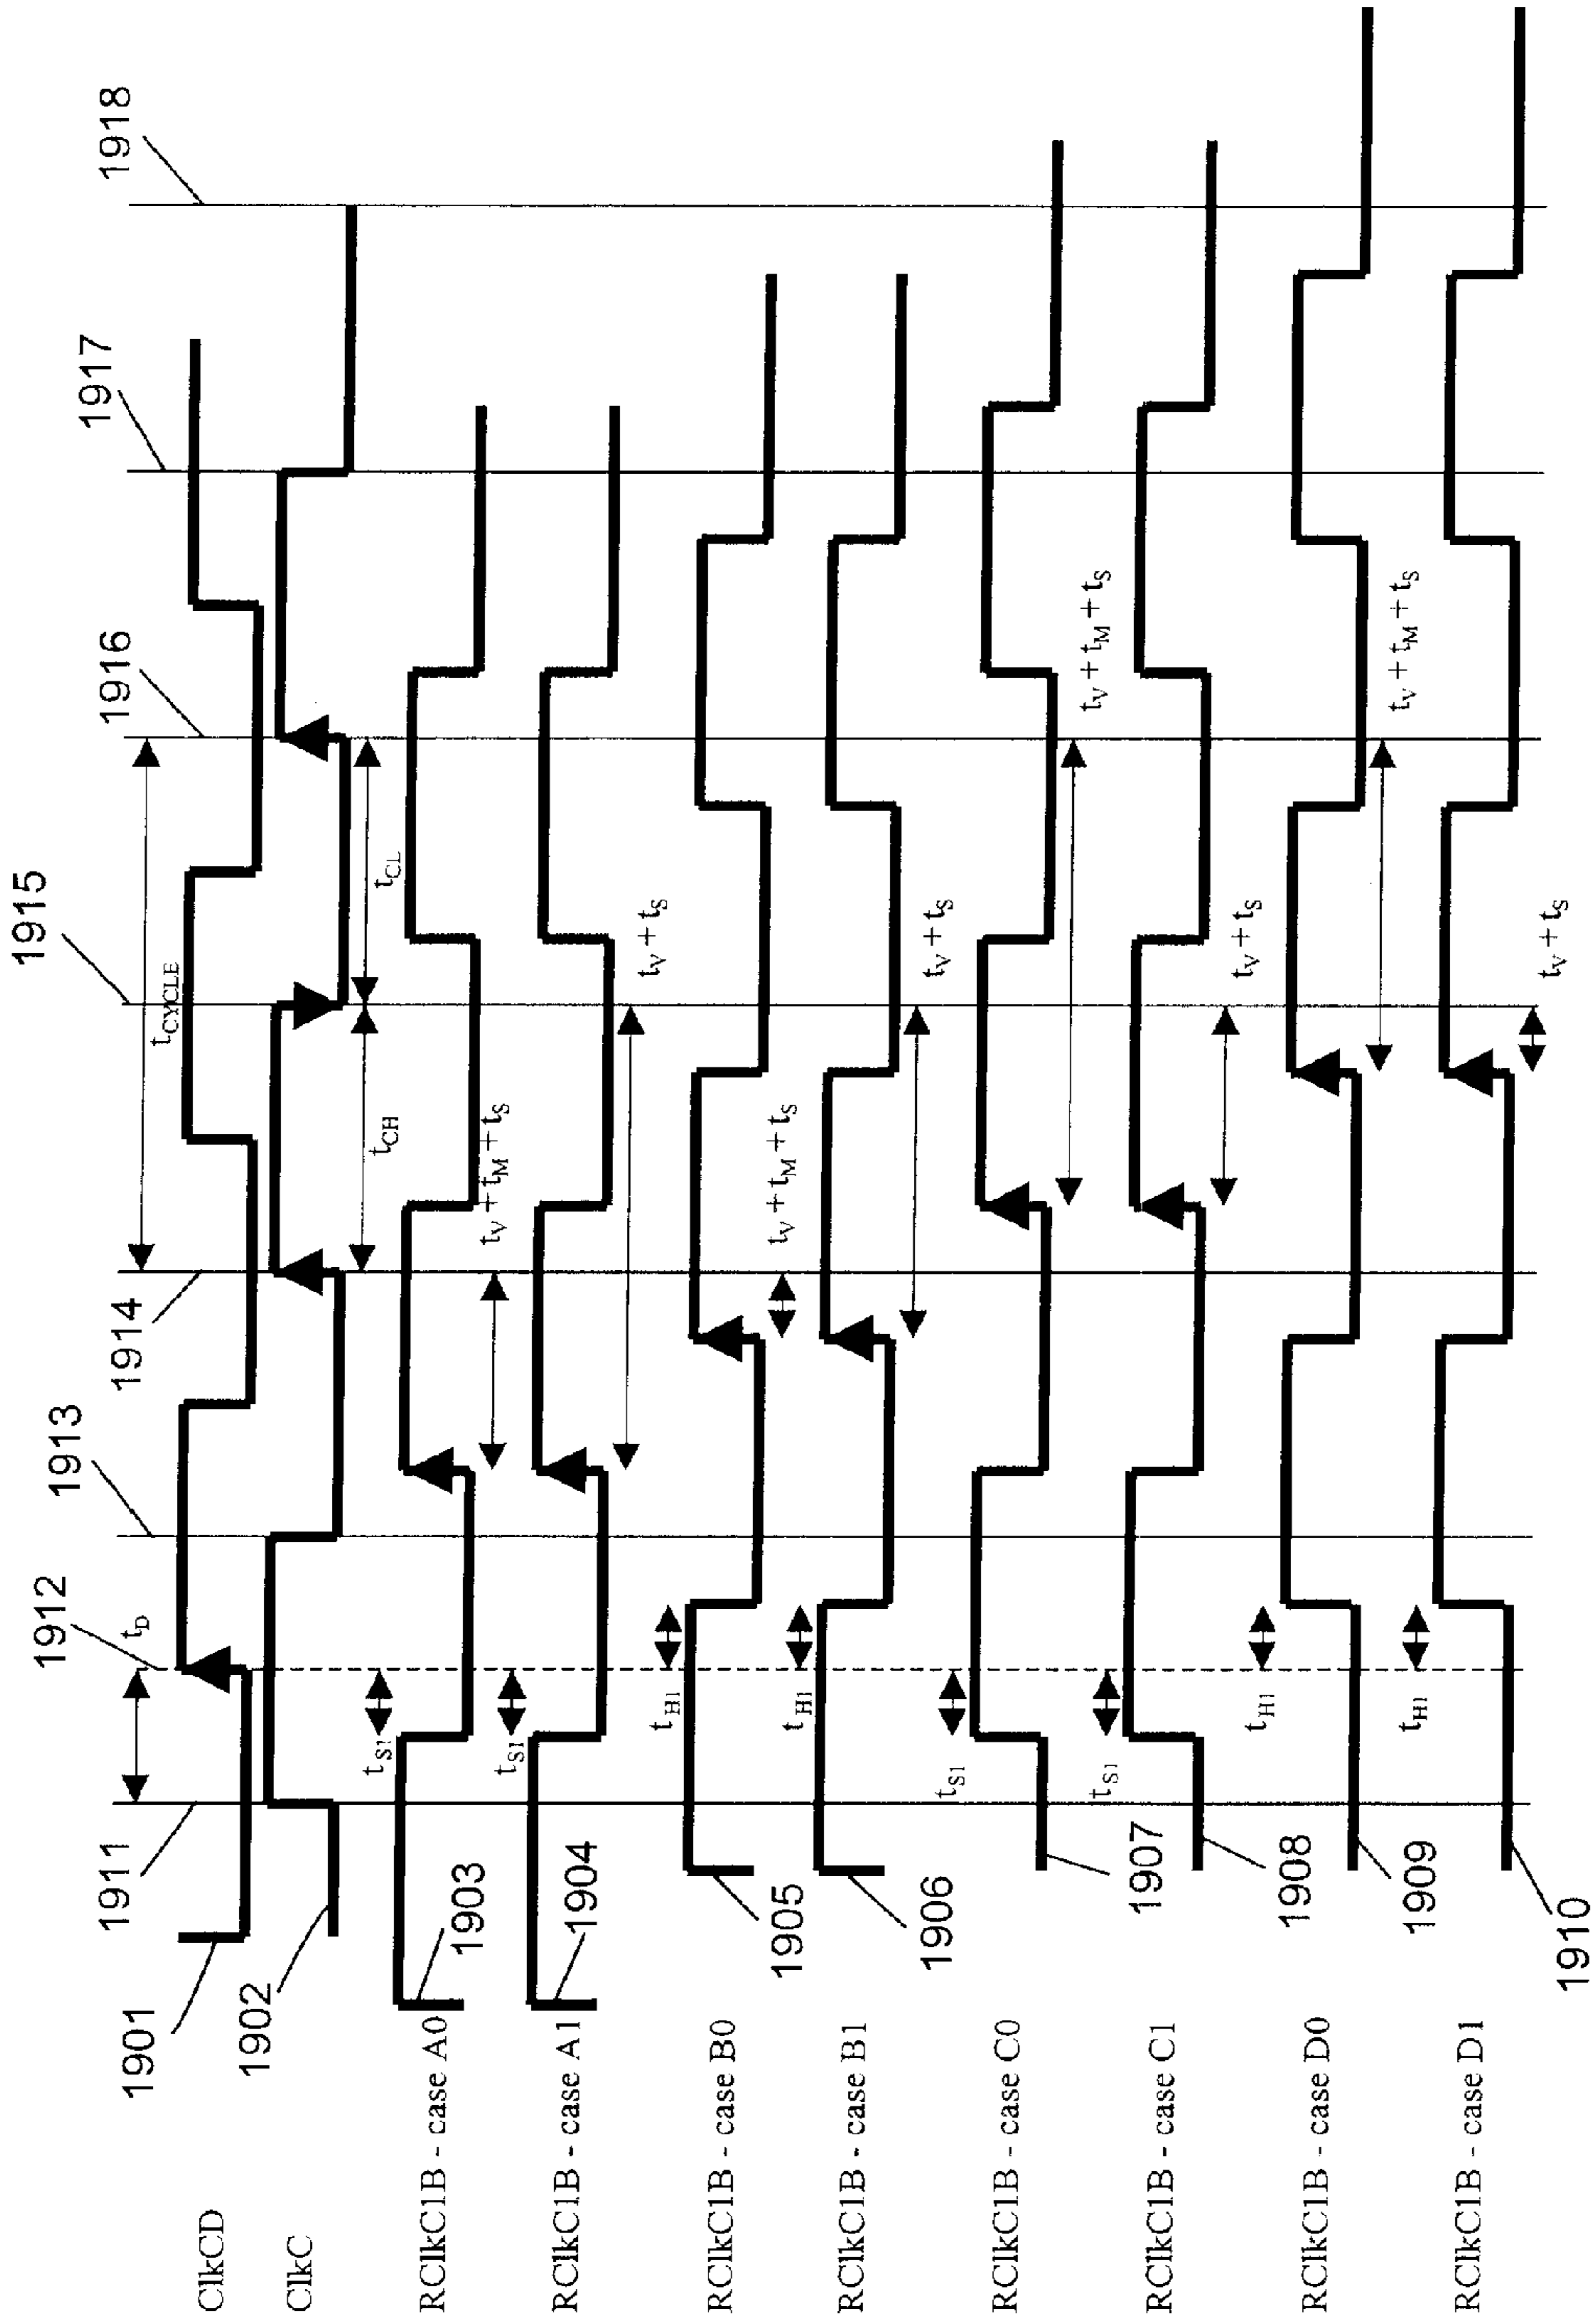 1911
1912
1913
1914
1915
1916
1917
1918
t_D
t_CYCLE
ClkCD
1901
ClkC
1902
t_CH
t_CL
RClkC1B - case A0
1903
t_S1
t_V + t_M + t_S
RClkC1B - case A1
1904
t_S1
t_V + t_S
RClkC1B - case B0
1905
t_H1
t_V + t_M + t_S
RClkC1B - case B1
1906
t_H1
t_V + t_S
RClkC1B - case C0
1907
t_S1
t_V + t_M + t_S
RClkC1B - case C1
1908
t_S1
t_V + t_S
RClkC1B - case D0
1909
t_H1
t_V + t_M + t_S
RClkC1B - case D1
1910
t_H1
t_V + t_S